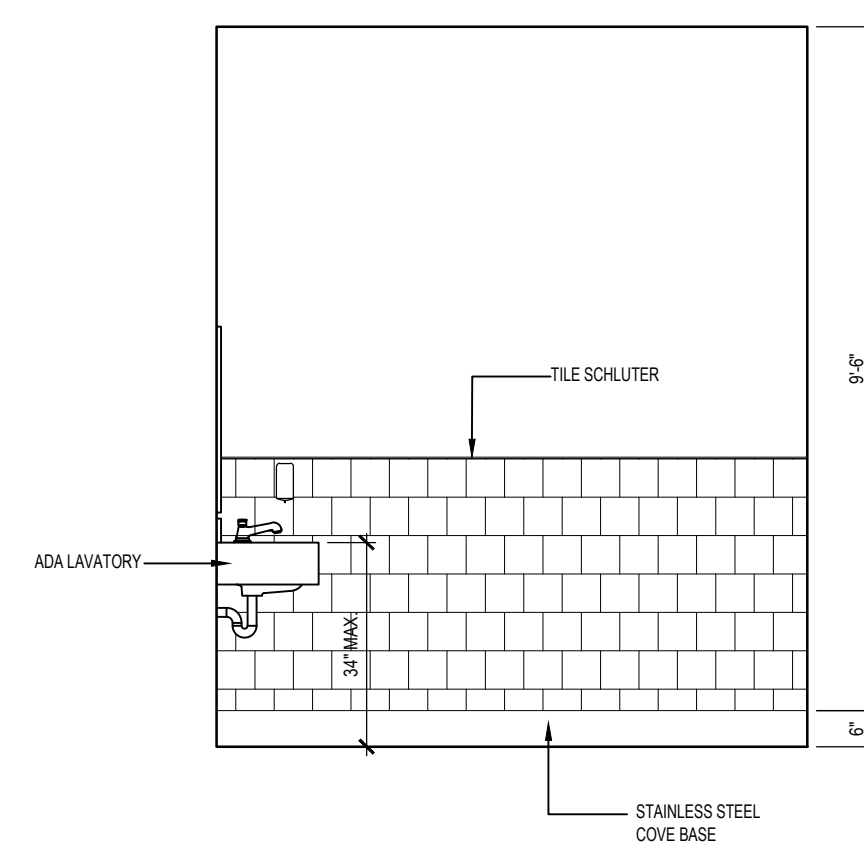 TILE SCHLUTER
9'-6"
ADA LAVATORY
34" MAX.
6"
STAINLESS STEEL
COVE BASE